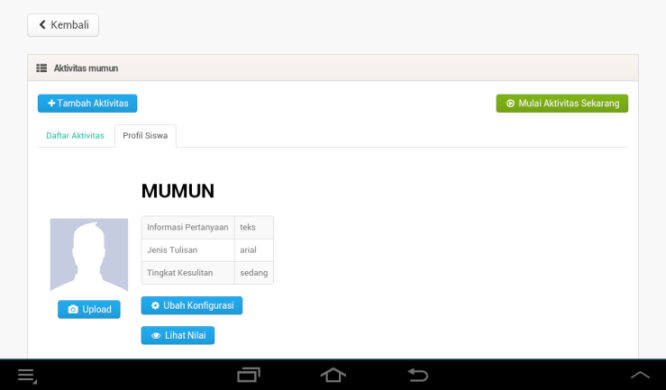 Kembali
Aktivitas mumun
+Tambah Aktivitas
Mulai Aktivitas Sekarang
Daftar Aktivitas
Profil Siswa
MUMUN
Informasi Pertanyaan teks
Jenis Tulisan arial
Tingkat Kesulitan sedang
Upload
Ubah Konfigurasi
Lihat Nilai